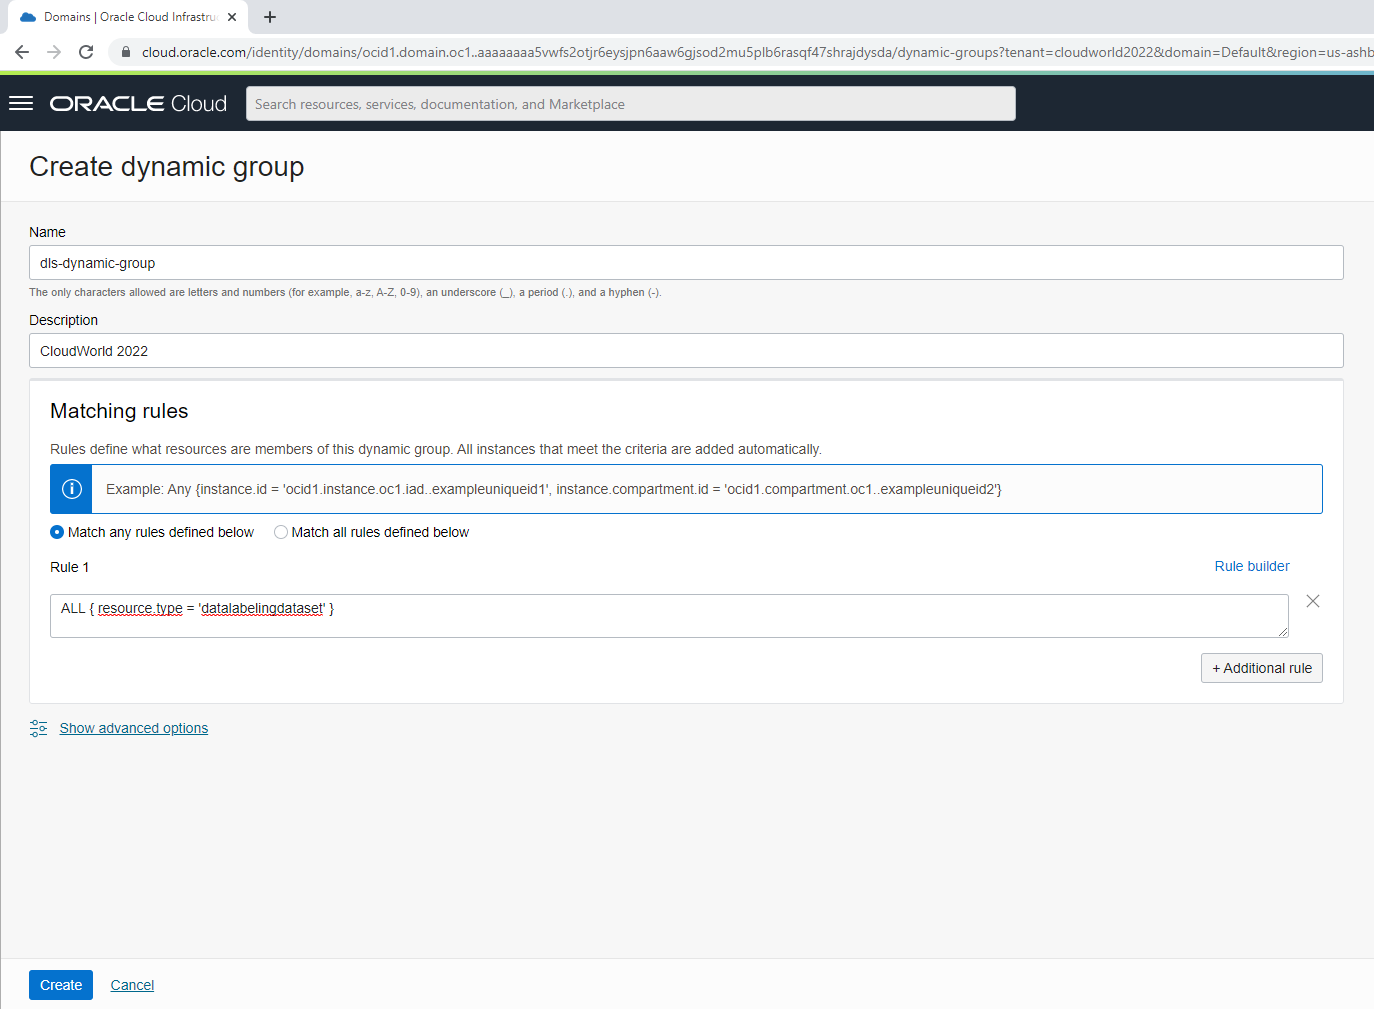 Domains | Oracle Cloud Infrastru
cloud.oracle.com/identity/domains/ocid1.domain.oc1..aaaaaaaa5vwfs2otjr6eysjpn6aaw6gjsod2mu5plb6rasqf47shrajdysda/dynamic-groups?tenant=cloudworld2022&domain=Default&region=us-ashb
ORACLE Cloud
Search resources, services, documentation, and Marketplace
Create dynamic group
Name
dls-dynamic-group
The only characters allowed are letters and numbers (for example, a-z, A-Z, 0-9), an underscore (_), a period (.), and a hyphen (-).
Description
CloudWorld 2022
Matching rules
Rules define what resources are members of this dynamic group. All instances that meet the criteria are added automatically.
Example: Any {instance.id = 'ocid1.instance.oc1.iad..exampleuniqueid1', instance.compartment.id = 'ocid1.compartment.oc1..exampleuniqueid2'}
Match any rules defined below Match all rules defined below
Rule 1 Rule builder
ALL { resource.type = 'datalabelingdataset' }
+ Additional rule
Show advanced options
Create Cancel